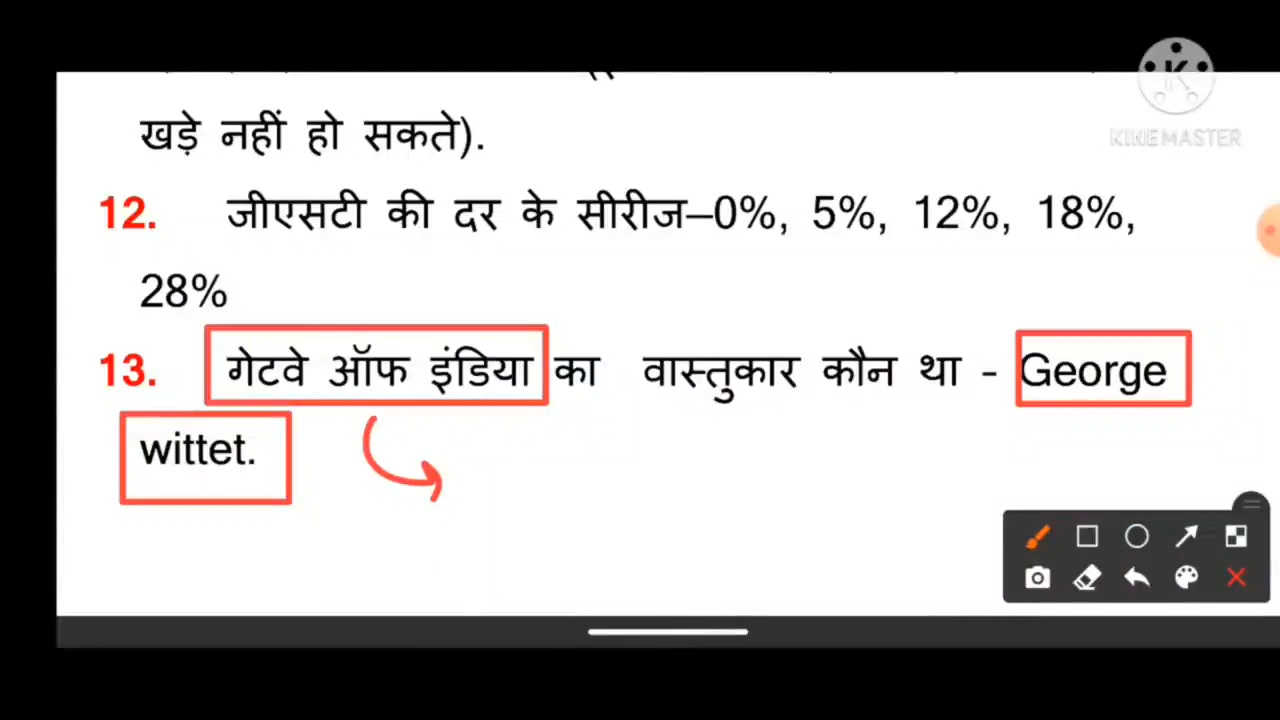 KINEMASTER
खड़े नहीं हो सकते).
12. जीएसटी की दर के सीरीज–0%, 5%, 12%, 18%,
28%
13. गेटवे ऑफ इंडिया का वास्तुकार कौन था - George
wittet.